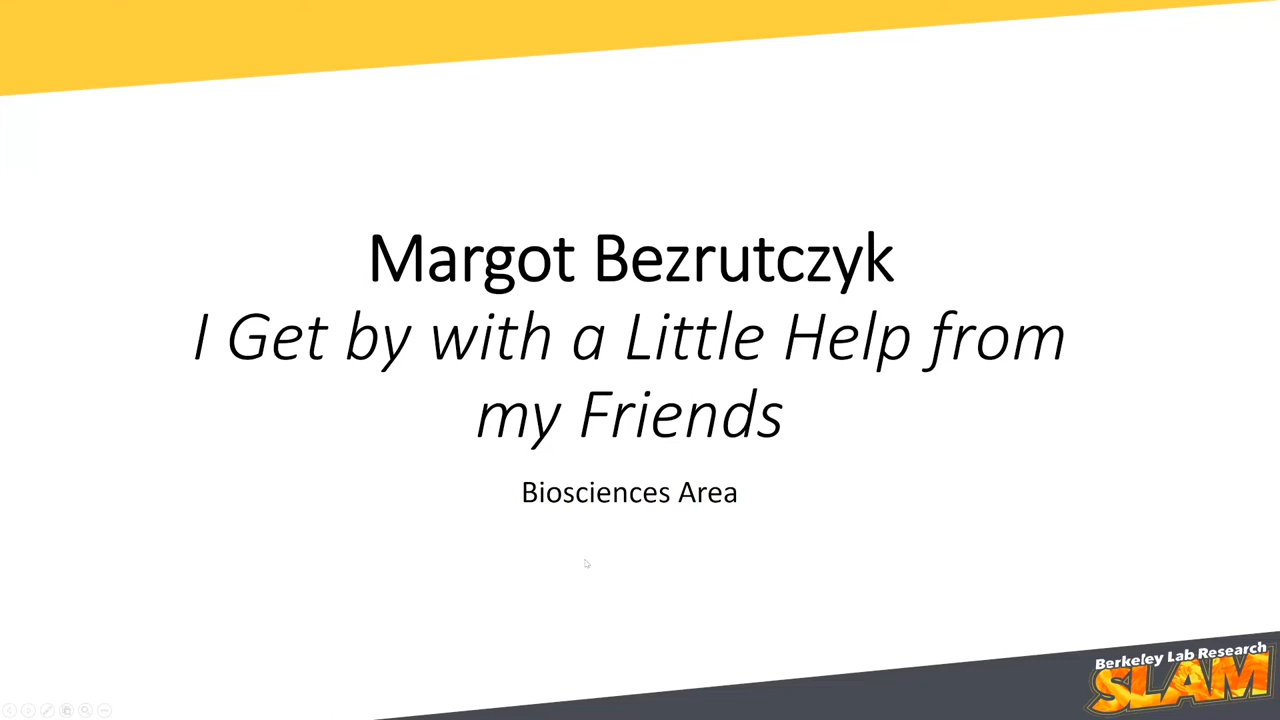 Margot Bezrutczyk
I Get by with a Little Help from
my Friends
Biosciences Area
Berkeley Lab Research
SLAM